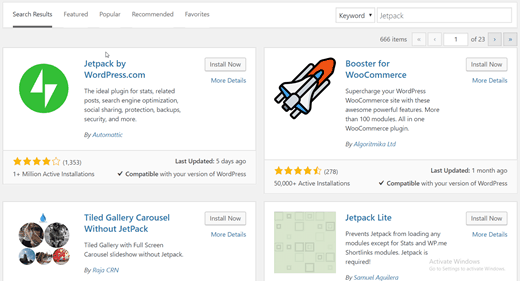 Search Results Featured Popular Recommended Favorites Keyword Jetpack
666 items « ‹ 1 of 23 › »
Jetpack by
WordPress.com
Install Now
More Details
The ideal plugin for stats, related
posts, search engine optimization,
social sharing, protection, backups,
security, and more.
By Automattic
(1,353)
Last Updated: 5 days ago
1+ Million Active Installations
Compatible with your version of WordPress
Booster for
WooCommerce
Install Now
More Details
Supercharge your WordPress
WooCommerce site with these
awesome powerful features. More
than 100 modules. All in one
WooCommerce plugin.
By Algoritmika Ltd
(278)
Last Updated: 1 month ago
50,000+ Active Installations
Compatible with your version of WordPress
Tiled Gallery Carousel
Without JetPack
Install Now
More Details
Tiled Gallery with Full Screen
Carousel slideshow without Jetpack.
By Raja CRN
Jetpack Lite
Install Now
More Details
Prevents Jetpack from loading any
modules except for Stats and WP.me
Shortlinks modules. Jetpack is
required!
By Samuel Aguilera
Activate Windows
Go to Settings to activate Windows.